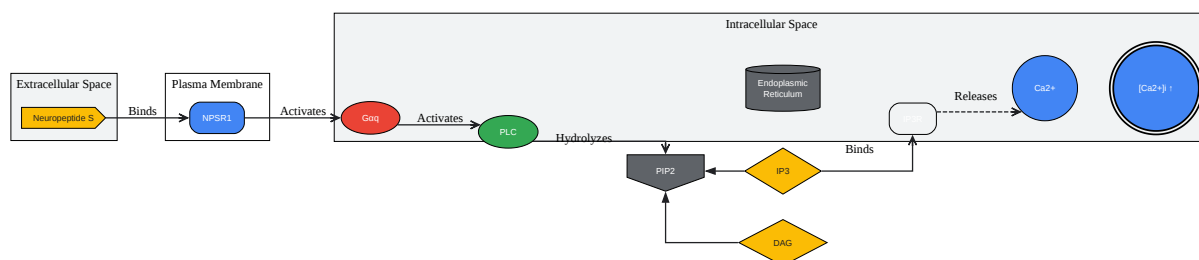 Intracellular Space
Extracellular Space
Plasma Membrane
Neuropeptide S
Binds
NPSR1
Activates
Gαq
Activates
PLC
Hydrolyzes
PIP2
Endoplasmic
Reticulum
IP3
DAG
Binds
Releases
Ca2+
[Ca2+]i ↑